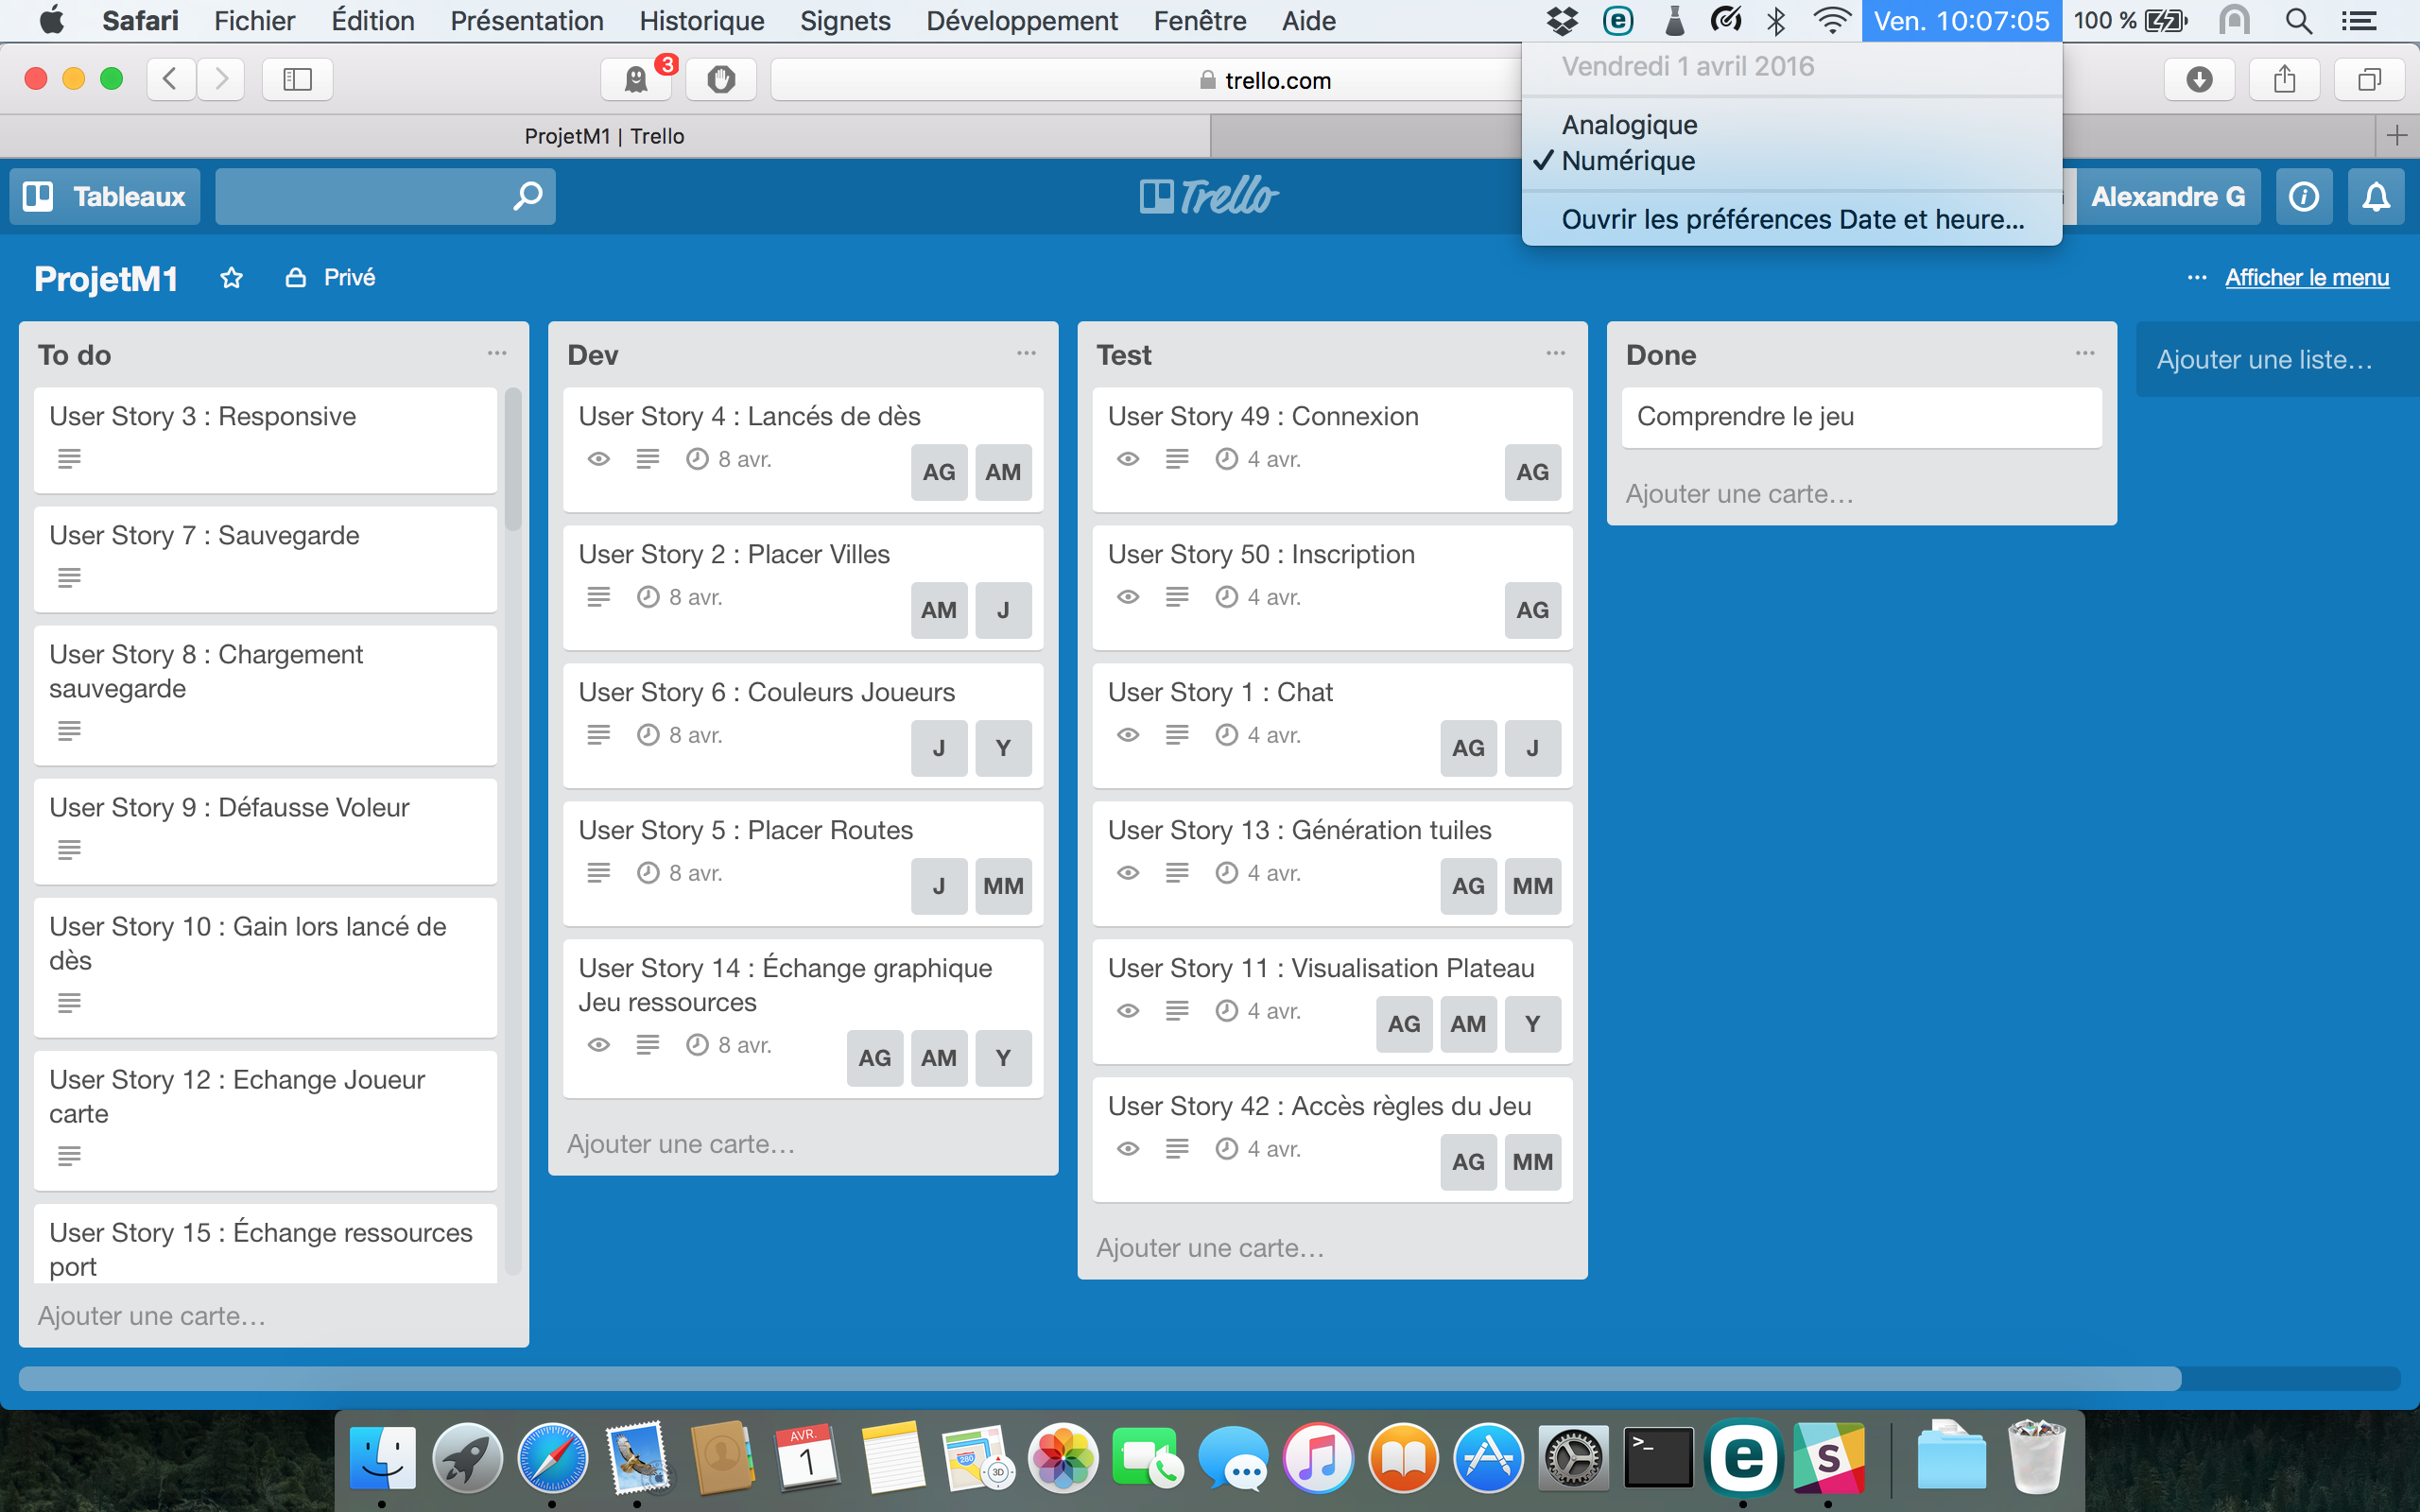 Safari Fichier Édition Présentation Historique Signets Développement Fenêtre Aide
Ven. 10:07:05 100 %
Vendredi 1 avril 2016
Analogique
✓ Numérique
Ouvrir les préférences Date et heure...
3
trello.com
ProjetM1 | Trello
Tableaux
Trello
Alexandre G
ProjetM1 Privé
Afficher le menu
To do
User Story 3 : Responsive
User Story 7 : Sauvegarde
User Story 8 : Chargement
sauvegarde
User Story 9 : Défausse Voleur
User Story 10 : Gain lors lancé de
dès
User Story 12 : Echange Joueur
carte
User Story 15 : Échange ressources
port
Ajouter une carte…
Dev
User Story 4 : Lancés de dès
8 avr. AG AM
User Story 2 : Placer Villes
8 avr. AM J
User Story 6 : Couleurs Joueurs
8 avr. J Y
User Story 5 : Placer Routes
8 avr. J MM
User Story 14 : Échange graphique
Jeu ressources
8 avr. AG AM Y
Ajouter une carte…
Test
User Story 49 : Connexion
4 avr. AG
User Story 50 : Inscription
4 avr. AG
User Story 1 : Chat
4 avr. AG J
User Story 13 : Génération tuiles
4 avr. AG MM
User Story 11 : Visualisation Plateau
4 avr. AG AM Y
User Story 42 : Accès règles du Jeu
4 avr. AG MM
Ajouter une carte…
Done
Comprendre le jeu
Ajouter une carte…
Ajouter une liste…
AVR.
1
280
3D
>_
e
S